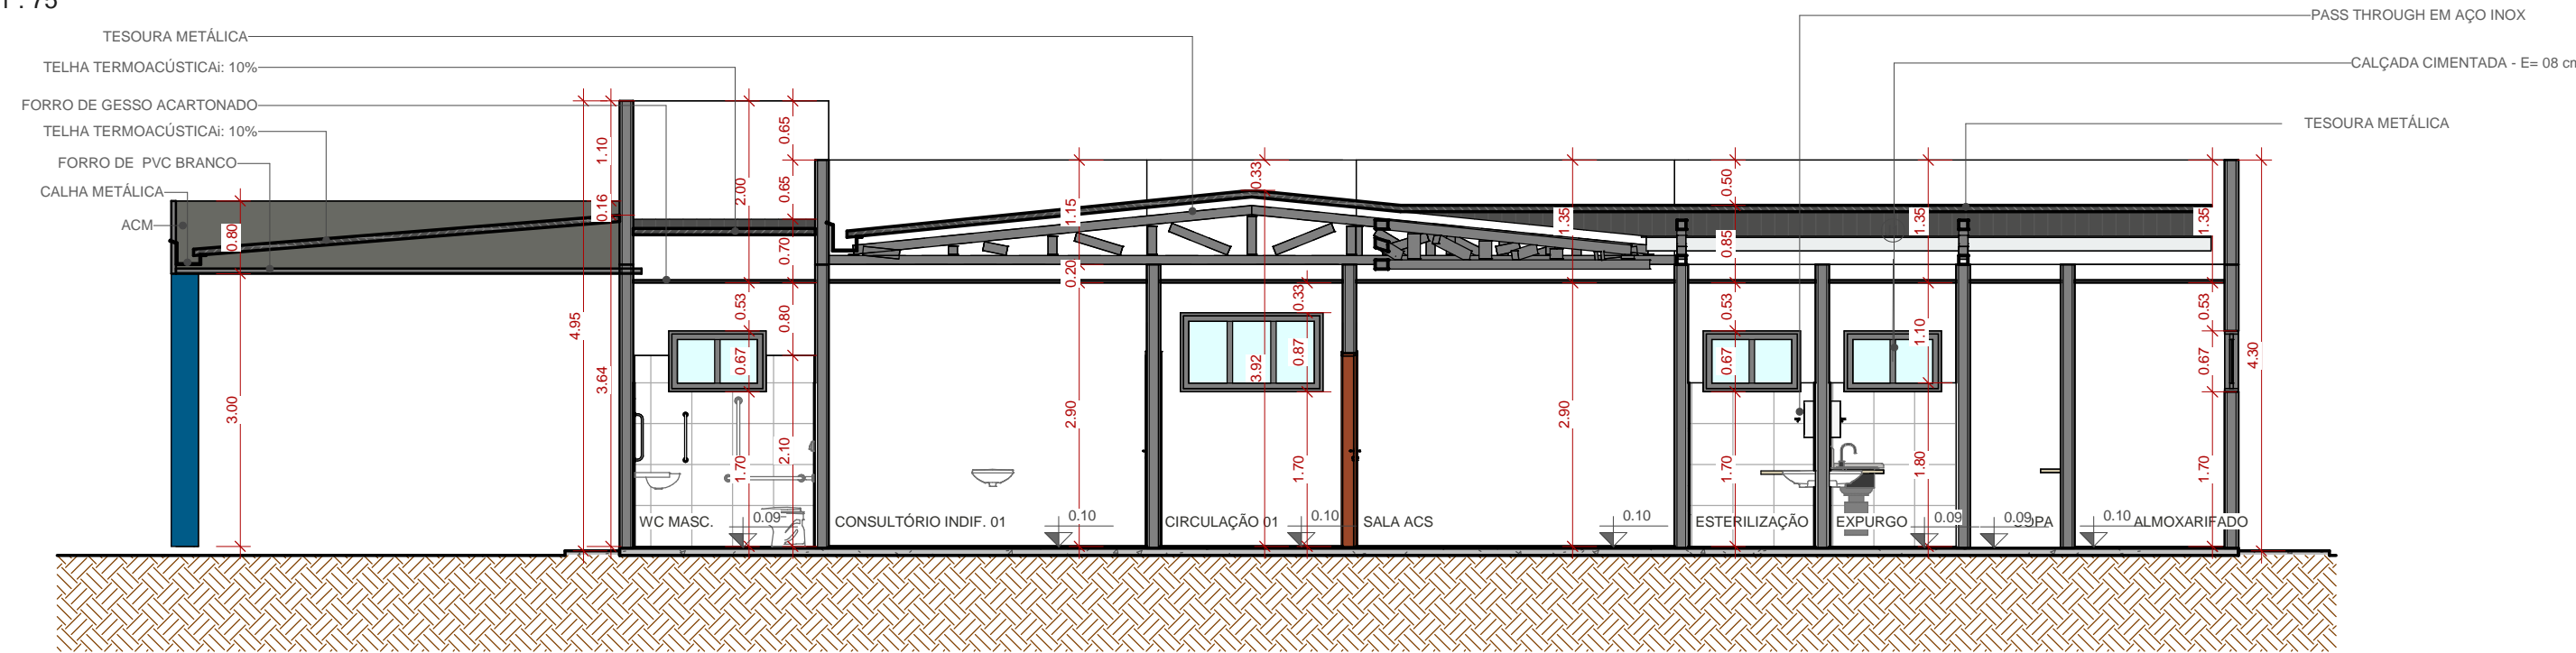 1 : 75
PASS THROUGH EM AÇO INOX
TESOURA METÁLICA
CALÇADA CIMENTADA - E= 08 cm
TELHA TERMOACÚSTICAi: 10%
FORRO DE GESSO ACARTONADO
TESOURA METÁLICA
TELHA TERMOACÚSTICAi: 10%
FORRO DE PVC BRANCO
CALHA METÁLICA
ACM
0.80
3.00
4.95
1.10
0.16
3.64
2.00
0.53
0.67
1.70
0.65
0.65
0.70
0.80
2.10
1.15
0.20
2.90
0.33
3.92
0.33
0.87
1.70
1.35
2.90
0.50
0.85
0.53
0.67
1.70
1.35
1.10
1.80
1.35
0.53
0.67
1.70
4.30
WC MASC.
0.09
CONSULTÓRIO INDIF. 01
0.10
CIRCULAÇÃO 01
0.10
SALA ACS
0.10
ESTERILIZAÇÃO
EXPURGO
0.09
0.09
OPA
0.10
ALMOXARIFADO